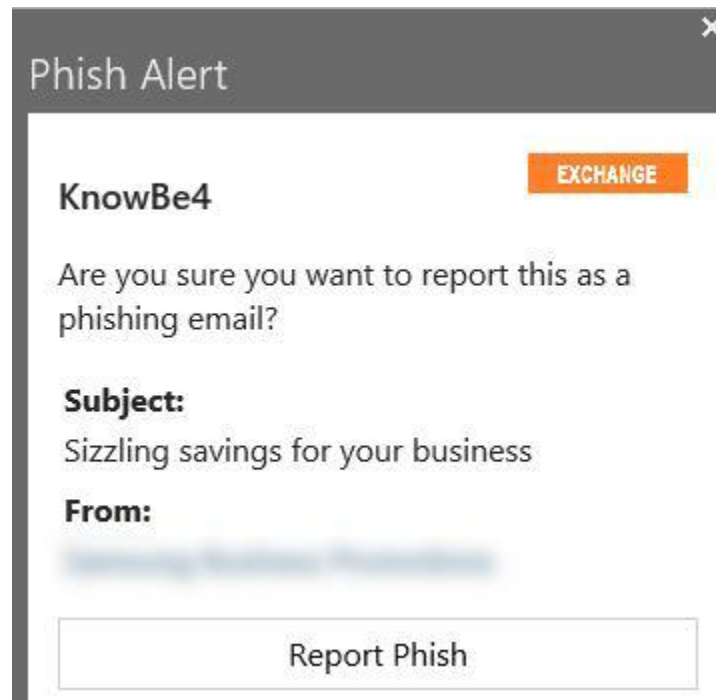 Phish Alert
EXCHANGE
KnowBe4
Are you sure you want to report this as a
phishing email?
Subject:
Sizzling savings for your business
From:
Report Phish